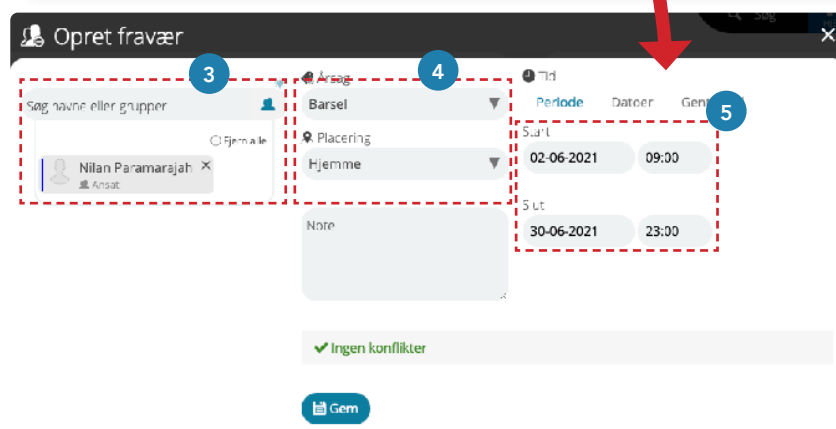 Opret fravær
Søg
3
Søg navne eller grupper
Fjern alle
Nilan Paramarajah
Ansat
4
Årsag
Barsel
Placering
Hjemme
Note
Tid
Periode Datoer
5
Start
02-06-2021 09:00
Slut
30-06-2021 23:00
Ingen konflikter
Gem